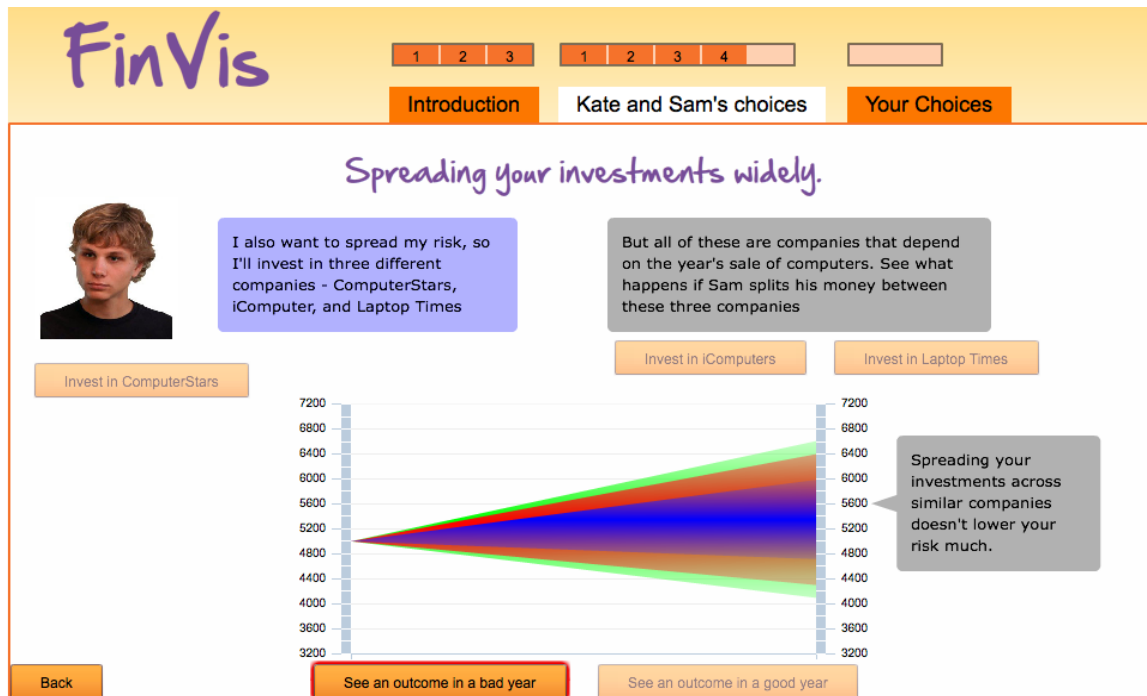 FinVis
1 2 3
1 2 3 4
Introduction
Kate and Sam's choices
Your Choices
Spreading your investments widely.
I also want to spread my risk, so
I'll invest in three different
companies - ComputerStars,
iComputer, and Laptop Times
But all of these are companies that depend
on the year's sale of computers. See what
happens if Sam splits his money between
these three companies
Invest in ComputerStars
Invest in iComputers
Invest in Laptop Times
7200
6800
6400
6000
5600
5200
4800
4400
4000
3600
3200
7200
6800
6400
6000
5600
5200
4800
4400
4000
3600
3200
Spreading your
investments across
similar companies
doesn't lower your
risk much.
Back
See an outcome in a bad year
See an outcome in a good year